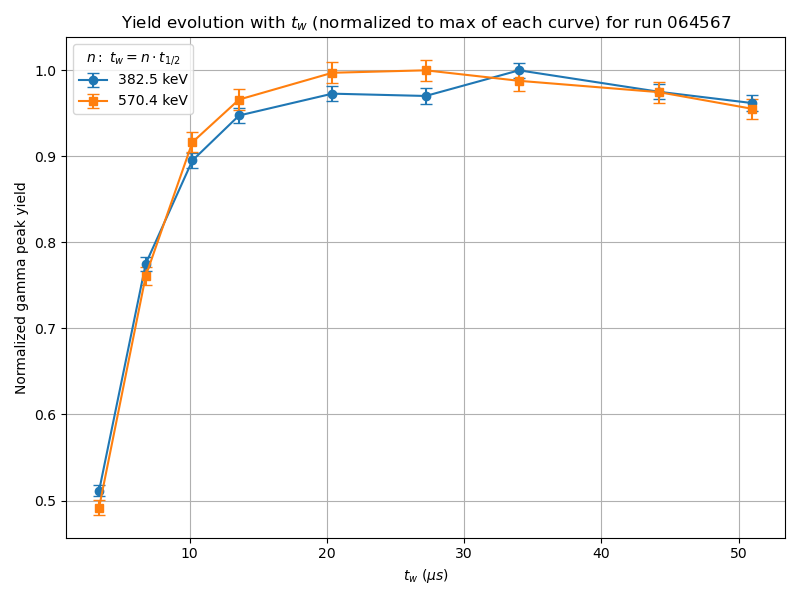 Yield evolution with t_w (normalized to max of each curve) for run 064567
n: t_w = n · t_{1/2}
382.5 keV
570.4 keV
Normalized gamma peak yield
1.0
0.9
0.8
0.7
0.6
0.5
10 20 30 40 50
t_w (μs)